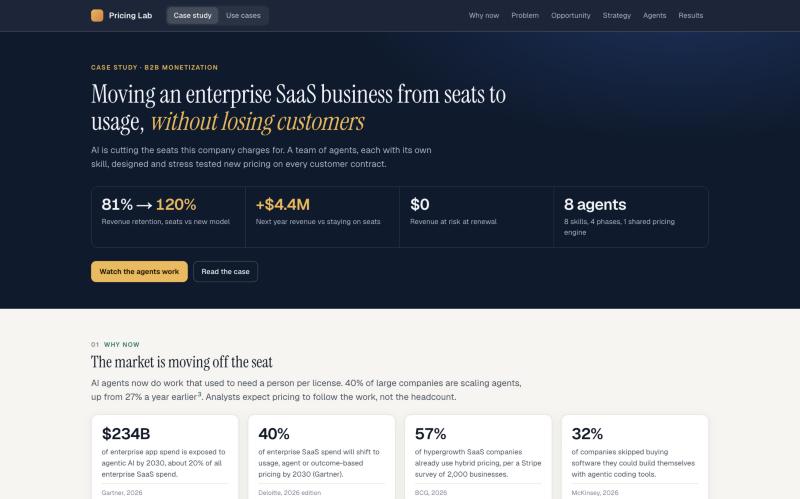 Pricing Lab
Case study
Use cases
Why now
Problem
Opportunity
Strategy
Agents
Results
CASE STUDY · B2B MONETIZATION
Moving an enterprise SaaS business from seats to
usage, without losing customers
AI is cutting the seats this company charges for. A team of agents, each with its own
skill, designed and stress tested new pricing on every customer contract.
81% → 120%
Revenue retention, seats vs new model
+$4.4M
Next year revenue vs staying on seats
$0
Revenue at risk at renewal
8 agents
8 skills, 4 phases, 1 shared pricing
engine
Watch the agents work
Read the case
01 WHY NOW
The market is moving off the seat
AI agents now do work that used to need a person per license. 40% of large companies are scaling agents,
up from 27% a year earlier³. Analysts expect pricing to follow the work, not the headcount.
$234B
of enterprise app spend is exposed to
agentic AI by 2030, about 20% of all
enterprise SaaS spend.
Gartner, 2026
40%
of enterprise SaaS spend will shift to
usage, agent or outcome-based
pricing by 2030 (Gartner).
Deloitte, 2026 edition
57%
of hypergrowth SaaS companies
already use hybrid pricing, per a Stripe
survey of 2,000 businesses.
BCG, 2026
32%
of companies skipped buying
software they could build themselves
with agentic coding tools.
McKinsey, 2026